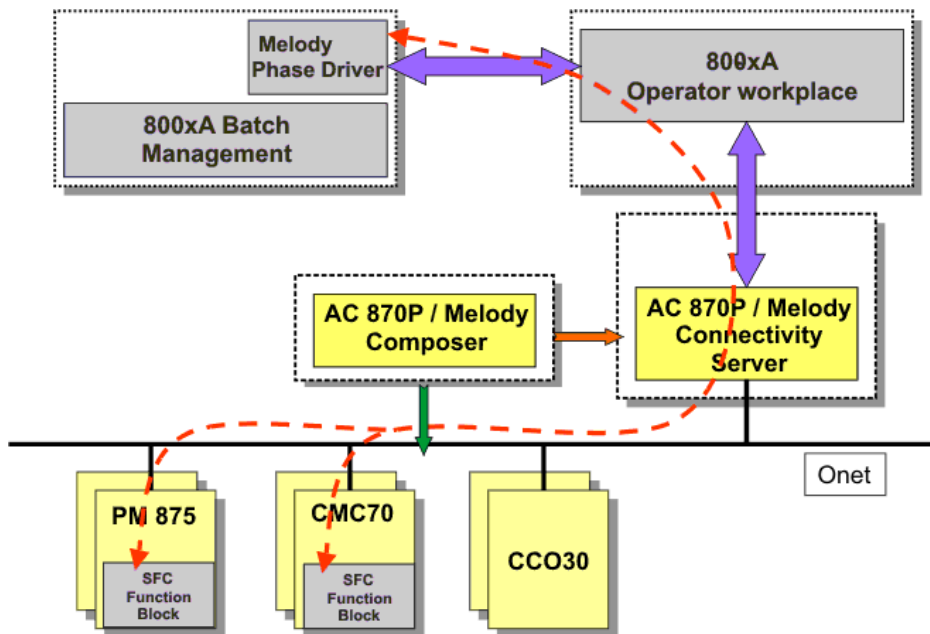 Melody
Phase Driver
800xA Batch
Management
800xA
Operator workplace
AC 870P / Melody
Composer
AC 870P / Melody
Connectivity
Server
Onet
PM 875
SFC
Function
Block
CMC70
SFC
Function
Block
CCO30